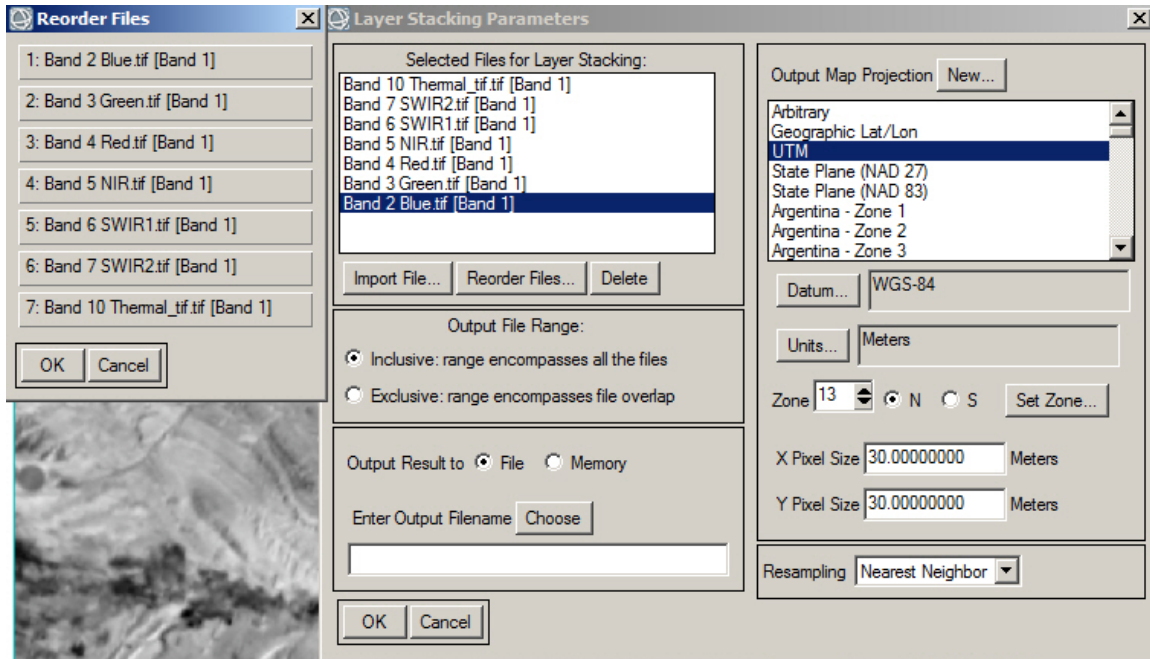 Reorder Files
1: Band 2 Blue.tif [Band 1]
2: Band 3 Green.tif [Band 1]
3: Band 4 Red.tif [Band 1]
4: Band 5 NIR.tif [Band 1]
5: Band 6 SWIR1.tif [Band 1]
6: Band 7 SWIR2.tif [Band 1]
7: Band 10 Thermal_tif.tif [Band 1]
OK Cancel
Layer Stacking Parameters
Selected Files for Layer Stacking:
Band 10 Thermal_tif.tif [Band 1]
Band 7 SWIR2.tif [Band 1]
Band 6 SWIR1.tif [Band 1]
Band 5 NIR.tif [Band 1]
Band 4 Red.tif [Band 1]
Band 3 Green.tif [Band 1]
Band 2 Blue.tif [Band 1]
Import File... Reorder Files... Delete
Output File Range:
Inclusive: range encompasses all the files
Exclusive: range encompasses file overlap
Output Result to File Memory
Enter Output Filename Choose
OK Cancel
Output Map Projection New...
Arbitrary
Geographic Lat/Lon
UTM
State Plane (NAD 27)
State Plane (NAD 83)
Argentina - Zone 1
Argentina - Zone 2
Argentina - Zone 3
Datum... WGS-84
Units... Meters
Zone 13 N S Set Zone...
X Pixel Size 30.00000000 Meters
Y Pixel Size 30.00000000 Meters
Resampling Nearest Neighbor